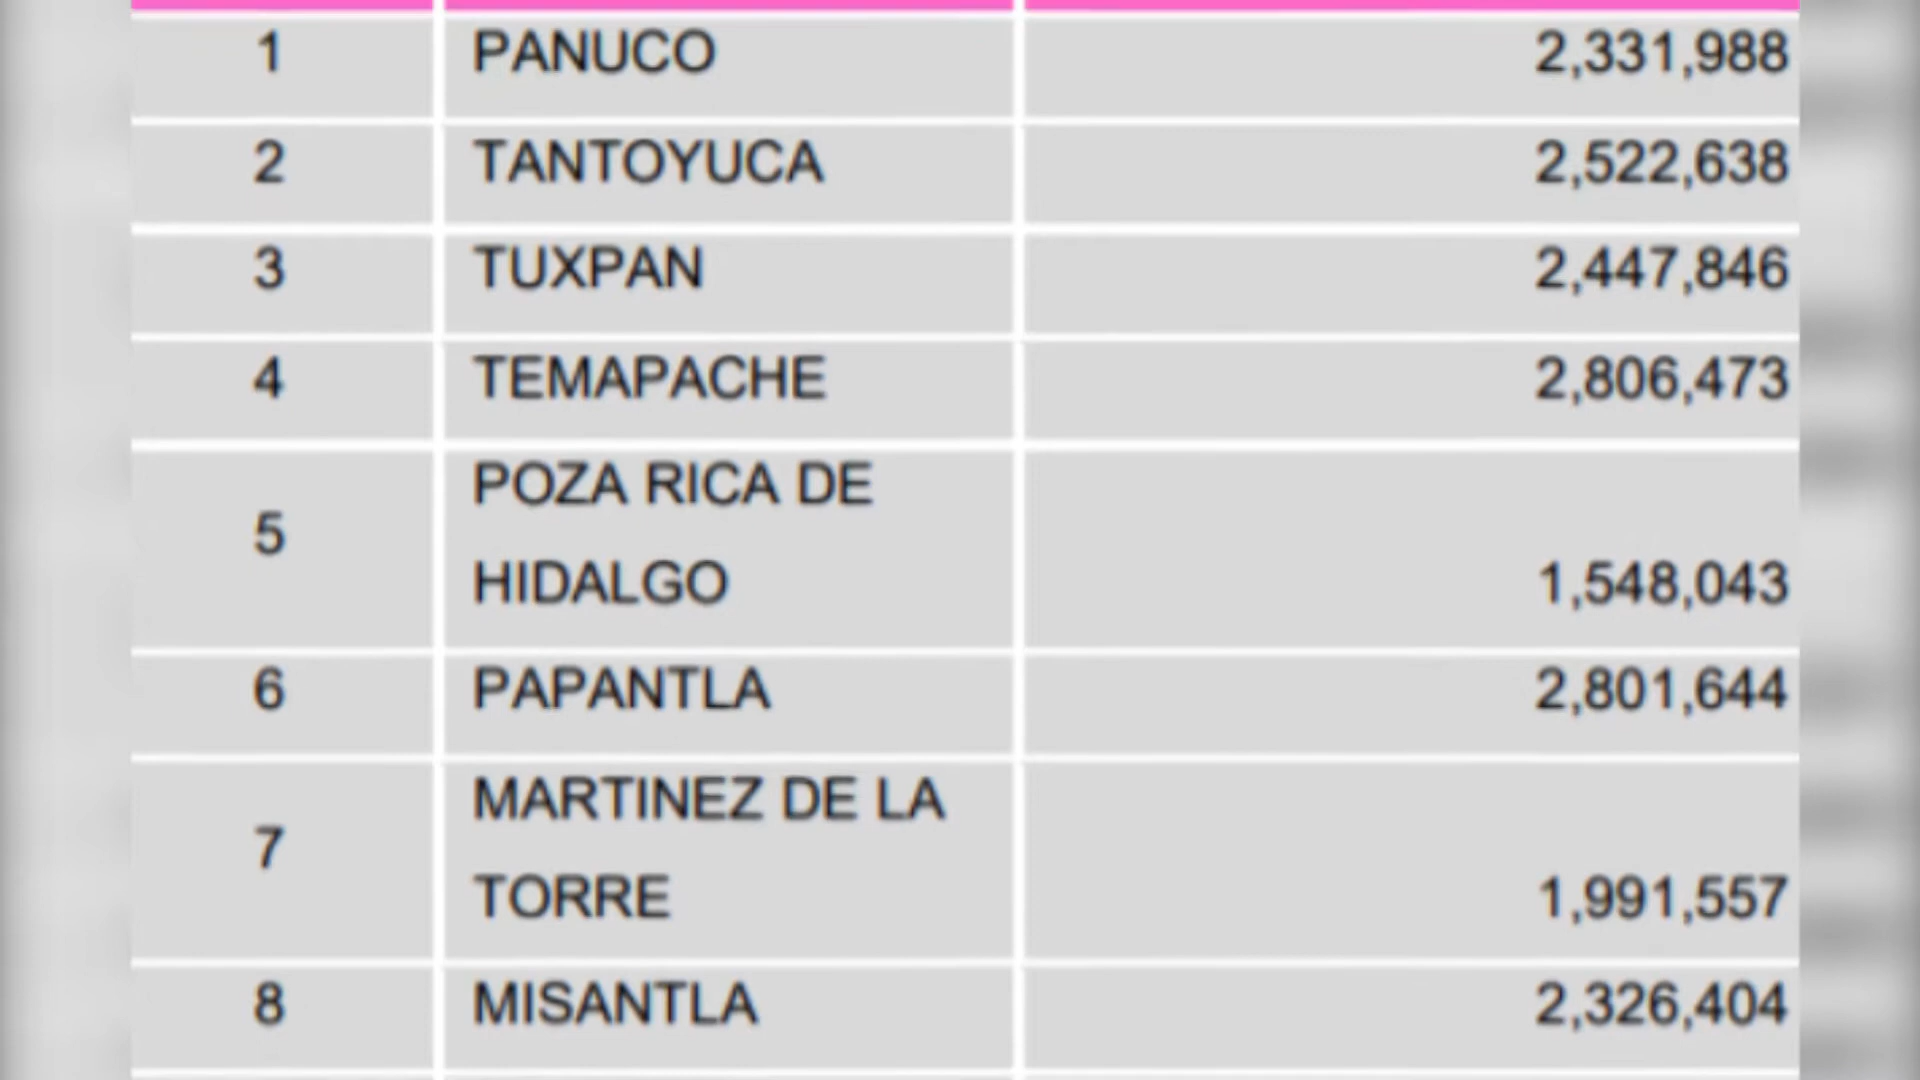 1 PANUCO 2,331,988
2 TANTOYUCA 2,522,638
3 TUXPAN 2,447,846
4 TEMAPACHE 2,806,473
POZA RICA DE
5
HIDALGO 1,548,043
6 PAPANTLA 2,801,644
MARTINEZ DE LA
7
TORRE 1,991,557
8 MISANTLA 2,326,404